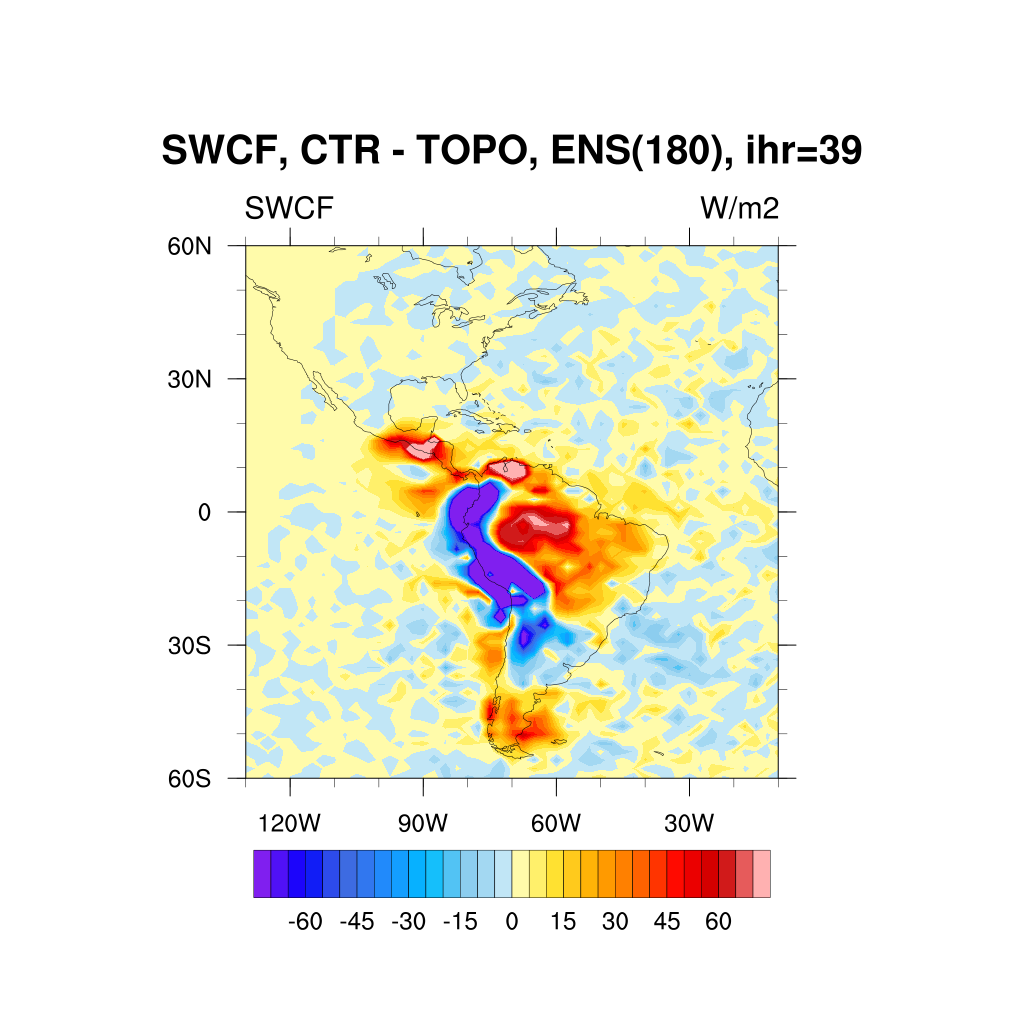 SWCF, CTR - TOPO, ENS(180), ihr=39
SWCF W/m2
60N
30N
0
30S
60S
120W 90W 60W 30W
-60 -45 -30 -15 0 15 30 45 60